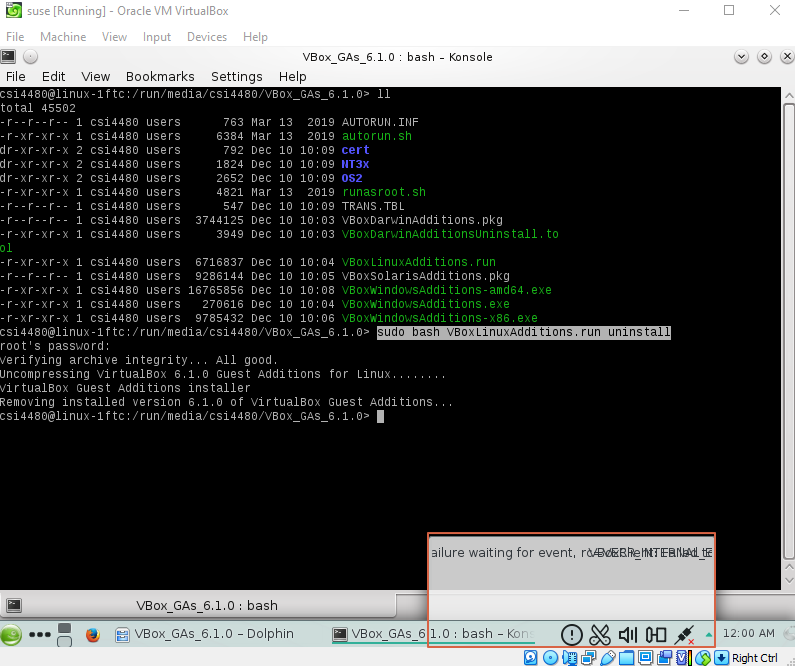 suse [Running] - Oracle VM VirtualBox
File Machine View Input Devices Help
VBox_GAs_6.1.0 : bash – Konsole
File Edit View Bookmarks Settings Help
csi4480@linux-1ftc:/run/media/csi4480/VBox_GAs_6.1.0> ll
total 45502
-r--r--r-- 1 csi4480 users 763 Mar 13 2019 AUTORUN.INF
-r-xr-xr-x 1 csi4480 users 6384 Mar 13 2019 autorun.sh
dr-xr-xr-x 2 csi4480 users 792 Dec 10 10:09 cert
dr-xr-xr-x 2 csi4480 users 1824 Dec 10 10:09 NT3x
dr-xr-xr-x 2 csi4480 users 2652 Dec 10 10:09 OS2
-r-xr-xr-x 1 csi4480 users 4821 Mar 13 2019 runasroot.sh
-r--r--r-- 1 csi4480 users 547 Dec 10 10:09 TRANS.TBL
-r--r--r-- 1 csi4480 users 3744125 Dec 10 10:03 VBoxDarwinAdditions.pkg
-r-xr-xr-x 1 csi4480 users 3949 Dec 10 10:03 VBoxDarwinAdditionsUninstall.to
ol
-r-xr-xr-x 1 csi4480 users 6716837 Dec 10 10:04 VBoxLinuxAdditions.run
-r--r--r-- 1 csi4480 users 9286144 Dec 10 10:05 VBoxSolarisAdditions.pkg
-r-xr-xr-x 1 csi4480 users 16765856 Dec 10 10:08 VBoxWindowsAdditions-amd64.exe
-r-xr-xr-x 1 csi4480 users 270616 Dec 10 10:04 VBoxWindowsAdditions.exe
-r-xr-xr-x 1 csi4480 users 9785432 Dec 10 10:06 VBoxWindowsAdditions-x86.exe
csi4480@linux-1ftc:/run/media/csi4480/VBox_GAs_6.1.0> sudo bash VBoxLinuxAdditions.run uninstall
root's password:
Verifying archive integrity... All good.
Uncompressing VirtualBox 6.1.0 Guest Additions for Linux........
VirtualBox Guest Additions installer
Removing installed version 6.1.0 of VirtualBox Guest Additions...
csi4480@linux-1ftc:/run/media/csi4480/VBox_GAs_6.1.0>
ailure waiting for event,
VBox_GAs_6.1.0 : bash
VBox_GAs_6.1.0 – Dolphin
VBox_GAs_6.1.0 : bash – Kons
12:00 AM
Right Ctrl